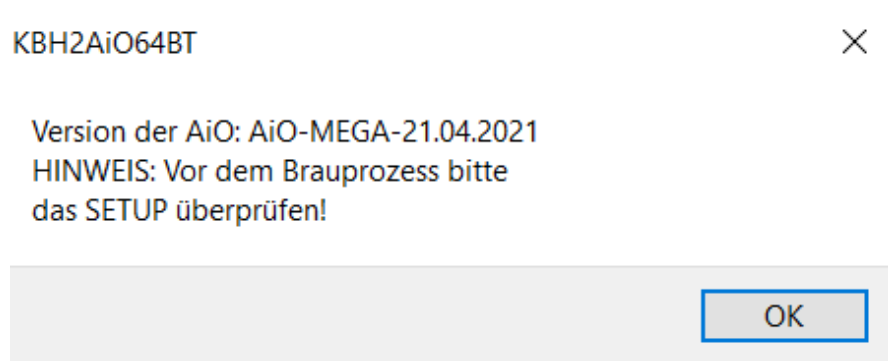 KBH2AiO64BT
Version der AiO: AiO-MEGA-21.04.2021
HINWEIS: Vor dem Brauprozess bitte
das SETUP überprüfen!
OK